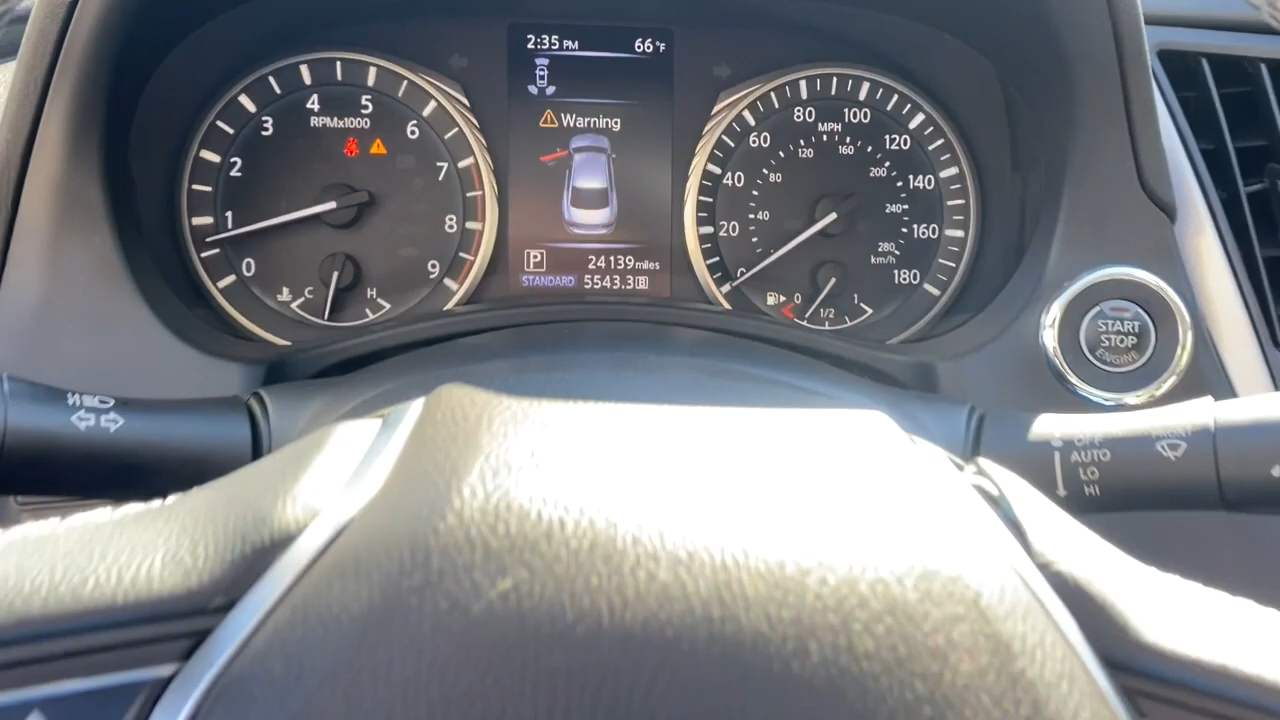 2:35 PM 66°F
Warning
P 24139 miles
STANDARD 5543.3 B
0 1 2 3 4 5 6 7 8 9
RPMx1000
C H
0 20 40 60 80 100 120 140 160 180
MPH
40 80 120 160 200 240 280
km/h
0 1/2 1
START
STOP
ENGINE
OFF
AUTO
LO
HI
FRONT